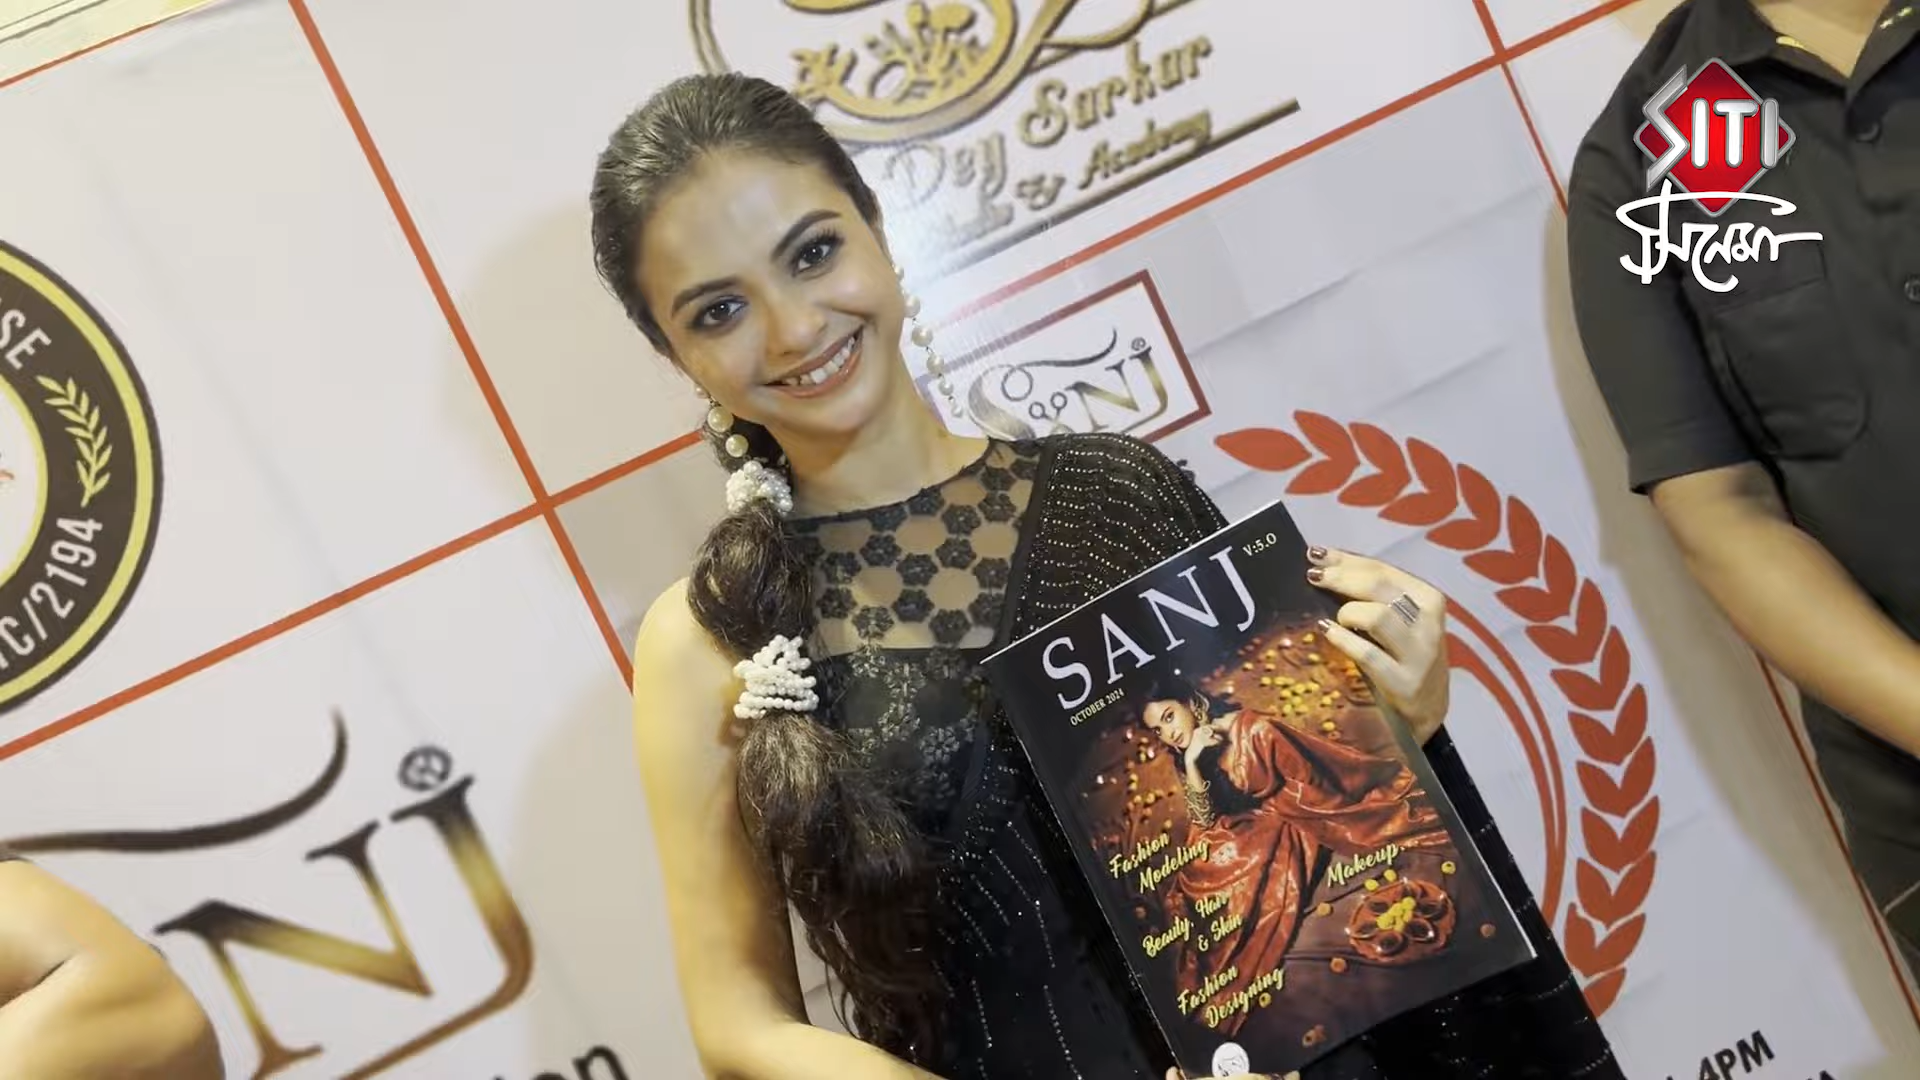 Dey Sarkar
& Academy
SITI
সিনেমা
SANJ
SANJ
V:5.0
OCTOBER 2024
Fashion
Modeling
Makeup
Beauty, Hair
& Skin
Fashion
Designing
C/2194
NJ
4PM